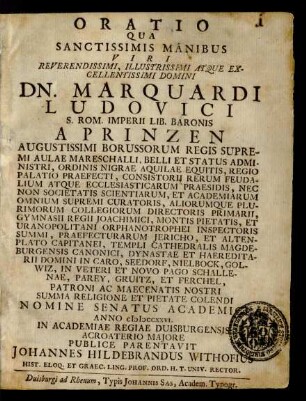 ORATIO
QUA
SANCTISSIMIS MANIBUS
VIRI
REVERENDISSIMI, ILLUSTRISSIMI ATQUE EX-
CELLENTISSIMI DOMINI
DN. MARQUARDI
LUDOVICI
S. ROM. IMPERII LIB. BARONIS
A PRINZEN
AUGUSTISSIMI BORUSSORUM REGIS SUPRE-
MI AULAE MARESCHALLI, BELLI ET STATUS ADMI-
NISTRI, ORDINIS NIGRAE AQUILAE EQUITIS, REGIO
PALATIO PRAEFECTI, CONSISTORII RERUM FEUDA-
LIUM ATQUE ECCLESIASTICARUM PRAESIDIS, NEC
NON SOCIETATIS SCIENTIARUM, ET ACADEMIARUM
OMNIUM SUPREMI CURATORIS, ALIORUMQUE PLU-
RIMORUM COLLEGIORUM DIRECTORIS PRIMARII,
GYMNASII REGII JOACHIMICI, MONTIS PIETATIS, ET
URANOPOLITANI ORPHANOTROPHEI INSPECTORIS
SUMMI, PRAEFECTURARUM JERICHO, ET ALTEN-
PLATO CAPITANEI, TEMPLI CATHEDRALIS MAGDE-
BURGENSIS CANONICI, DYNASTAE ET HAEREDITA-
RII DOMINI IN CARO, SEEDORF, NIELBOCK, GOL-
WIZ, IN VETERI ET NOVO PAGO SCHALLE-
NAE, PAREY, GRUITZ, ET FERCHEL,
PATRONI AC MAECENATIS NOSTRI,
SUMMA RELIGIONE ET PIETATE COLENDI
NOMINE SENATUS ACADEMICI
ANNO
IN ACADEMIAE REGIAE DUISBURGENSIS
ACROATERIO MAJORE
PUBLICE PARENTAVIT
JOHANNES HILDEBRANDUS WITHOFIUS
HIST. ELOQ. ET GRAEC. LING. PROF. ORD. H. T. UNIV. RECTOR.
Duisburgi ad Rhenum, Typis JOHANNIS SAS, Academ. Typogr.